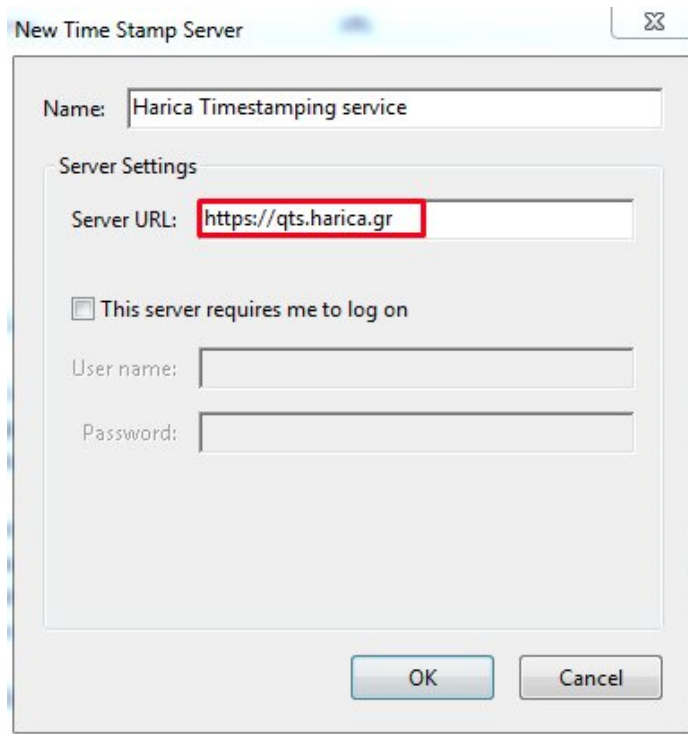 New Time Stamp Server
Name: Harica Timestamping service
Server Settings
Server URL: https://qts.harica.gr
This server requires me to log on
User name:
Password:
OK Cancel